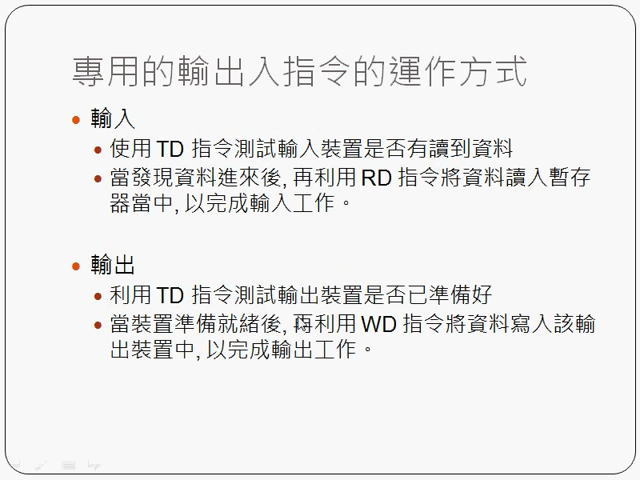 專用的輸出入指令的運作方式
輸入
使用 TD 指令測試輸入裝置是否有讀到資料
當發現資料進來後, 再利用 RD 指令將資料讀入暫存
器當中, 以完成輸入工作。
輸出
利用 TD 指令測試輸出裝置是否已準備好
當裝置準備就緒後, 再利用 WD 指令將資料寫入該輸
出裝置中, 以完成輸出工作。